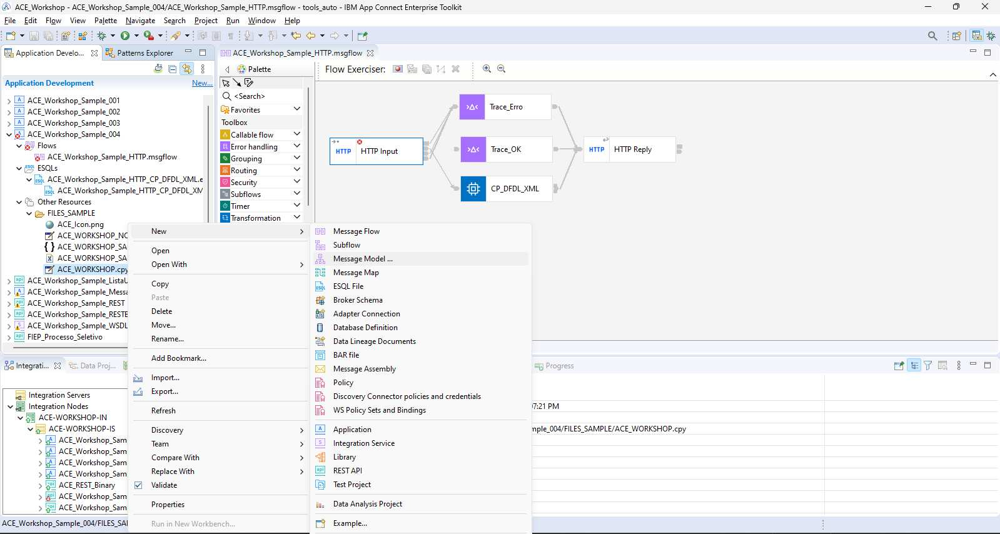 ACE_Workshop - ACE_Workshop_Sample_004/ACE_Workshop_Sample_HTTP.msgflow - tools_auto - IBM App Connect Enterprise Toolkit
File Edit Flow View Palette Navigate Search Project Run Window Help
Application Develo...
Patterns Explorer
Application Development
New...
ACE_Workshop_Sample_001
ACE_Workshop_Sample_002
ACE_Workshop_Sample_003
ACE_Workshop_Sample_004
Flows
ACE_Workshop_Sample_HTTP.msgflow
ESQLs
ACE_Workshop_Sample_HTTP_CP_DFDL_XML.e
ACE_Workshop_Sample_HTTP_CP_DFDL_XM
Other Resources
FILES_SAMPLE
ACE_Icon.png
ACE_WORKSHOP_NC
ACE_WORKSHOP_SA
ACE_WORKSHOP_SA
ACE_WORKSHOP.cpy
ACE_Workshop_Sample_ListaU
ACE_Workshop_Sample_Messa
ACE_Workshop_Sample_REST
ACE_Workshop_Sample_RESTE
ACE_Workshop_Sample_WSDL
FIEP_Processo_Seletivo
ACE_Workshop_Sample_HTTP.msgflow
Palette
<Search>
Favorites
Toolbox
Callable flow
Error handling
Grouping
Routing
Security
Subflows
Timer
Transformation
Flow Exerciser:
Trace_Erro
HTTP
HTTP Input
Trace_OK
HTTP
HTTP Reply
CP_DFDL_XML
New
Open
Open With
Copy
Paste
Delete
Move...
Rename...
Add Bookmark...
Import...
Export...
Refresh
Discovery
Team
Compare With
Replace With
Validate
Properties
Run in New Workbench...
Message Flow
Subflow
Message Model ...
Message Map
ESQL File
Broker Schema
Adapter Connection
Database Definition
Data Lineage Documents
BAR file
Message Assembly
Policy
Discovery Connector policies and credentials
WS Policy Sets and Bindings
Application
Integration Service
Library
REST API
Test Project
Data Analysis Project
Example...
Integrati...
Data Proj...
Integration Servers
Integration Nodes
ACE-WORKSHOP-IN
ACE-WORKSHOP-IS
ACE_Workshop_Sam
ACE_Workshop_Sam
ACE_Workshop_Sam
ACE_Workshop_Sam
ACE_REST_Binary
ACE_Workshop_Sam
ACE_Workshop_Sam
Progress
07:21 PM
mple_004/FILES_SAMPLE/ACE_WORKSHOP.cpy
ACE_Workshop_Sample_004/FILES_SAI